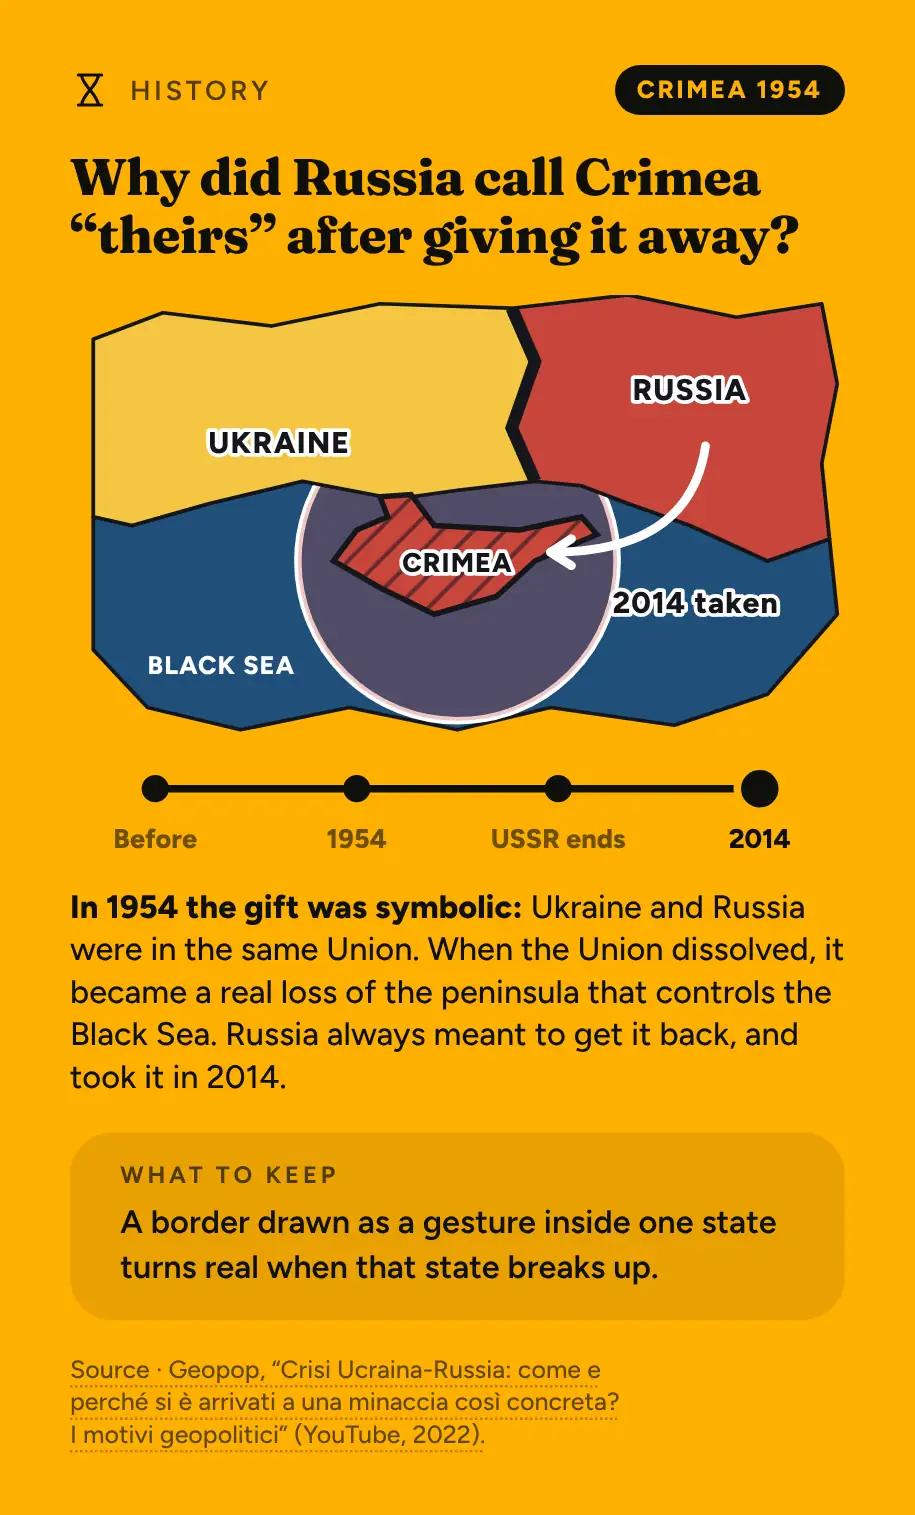 HISTORY
CRIMEA 1954
Why did Russia call Crimea
“theirs” after giving it away?
RUSSIA
UKRAINE
CRIMEA
2014 taken
BLACK SEA
Before
1954
USSR ends
2014
In 1954 the gift was symbolic: Ukraine and Russia
were in the same Union. When the Union dissolved, it
became a real loss of the peninsula that controls the
Black Sea. Russia always meant to get it back, and
took it in 2014.
WHAT TO KEEP
A border drawn as a gesture inside one state
turns real when that state breaks up.
Source · Geopop, “Crisi Ucraina-Russia: come e
perché si è arrivati a una minaccia così concreta?
I motivi geopolitici” (YouTube, 2022).